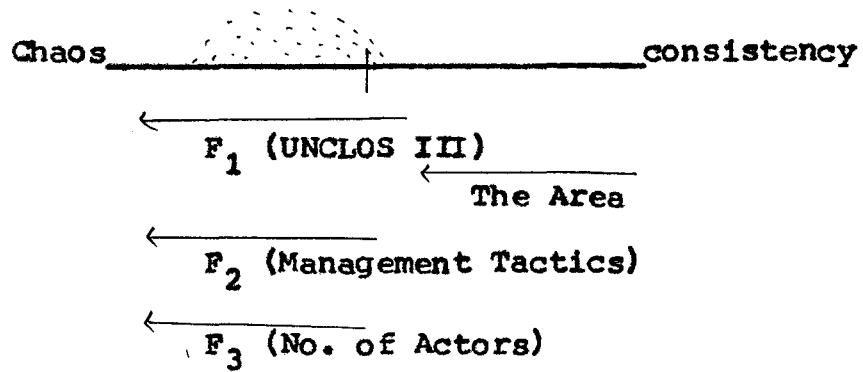 Chaos consistency
F1 (UNCLOS III)
The Area
F2 (Management Tactics)
F3 (No. of Actors)